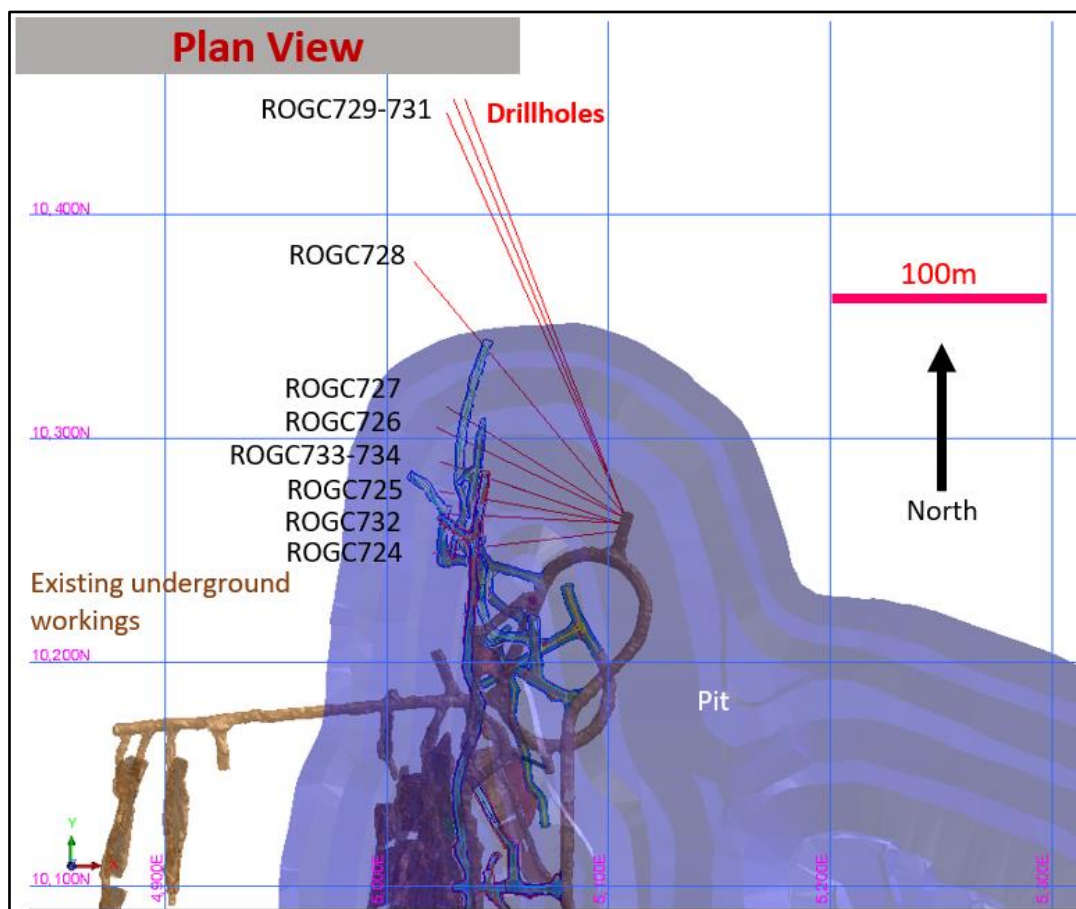 Plan View
ROGC729-731
Drillholes
10,400N
ROGC728
100m
ROGC727
10,300N
ROGC726
ROGC733-734
ROGC725
North
ROGC732
ROGC724
Existing underground
workings
10,200N
Pit
Y
X
10,100N
4,900E
5,000E
5,100E
5,200E
5,300E